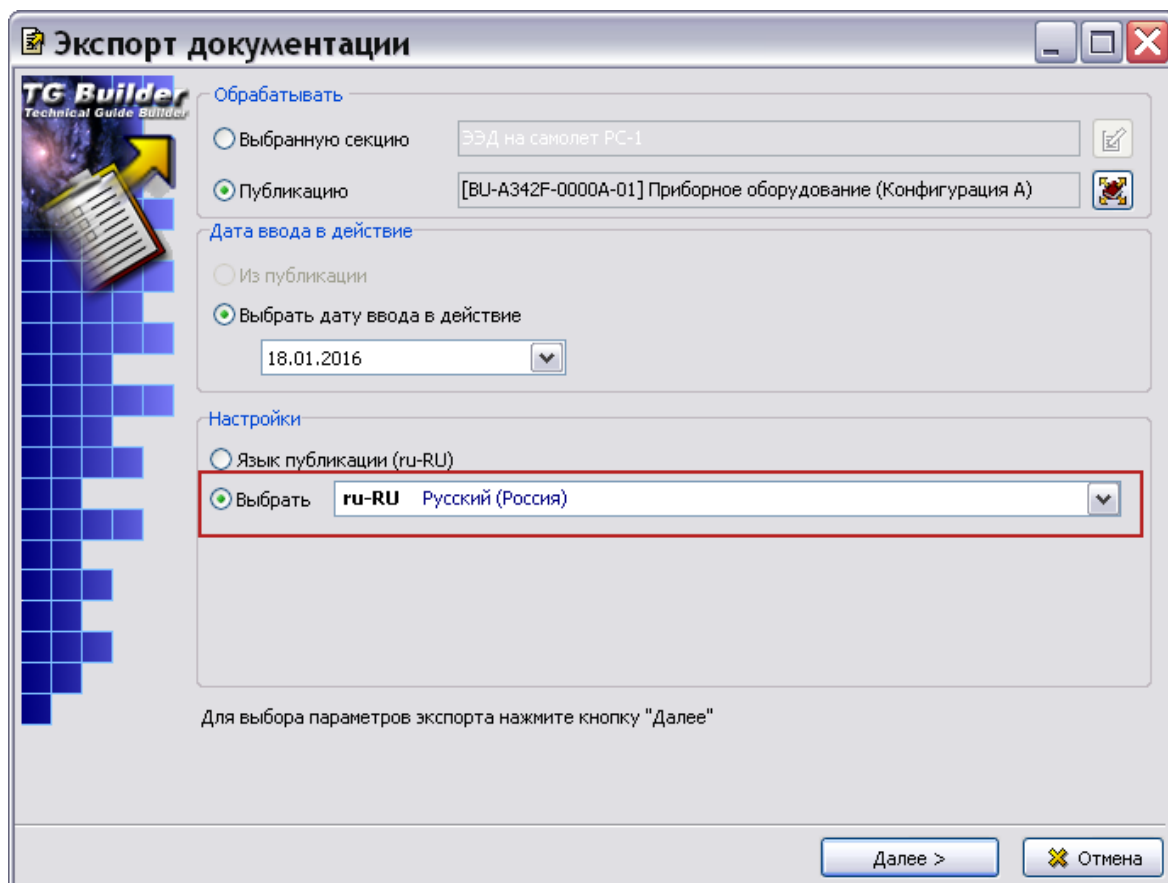 Экспорт документации
TG Builder
Technical Guide Builder
Обрабатывать
Выбранную секцию ЭЭД на самолет РС-1
Публикацию [BU-A342F-0000A-01] Приборное оборудование (Конфигурация А)
Дата ввода в действие
Из публикации
Выбрать дату ввода в действие
18.01.2016
Настройки
Язык публикации (ru-RU)
Выбрать ru-RU Русский (Россия)
Для выбора параметров экспорта нажмите кнопку "Далее"
Далее > Отмена